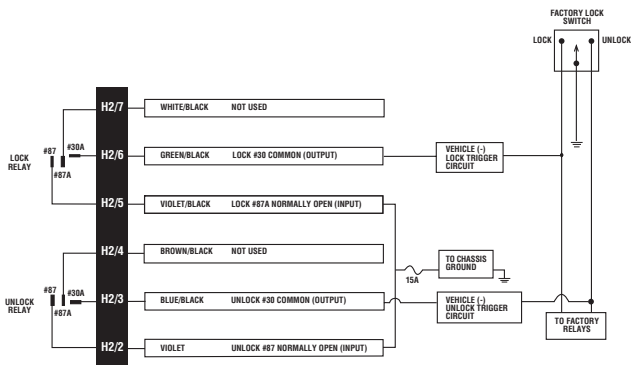 FACTORY LOCK
SWITCH
LOCK
UNLOCK
H2/7 WHITE/BLACK NOT USED
#87
#30A
LOCK
RELAY
#87A
H2/6 GREEN/BLACK LOCK #30 COMMON (OUTPUT)
VEHICLE (-)
LOCK TRIGGER
CIRCUIT
H2/5 VIOLET/BLACK LOCK #87A NORMALLY OPEN (INPUT)
H2/4 BROWN/BLACK NOT USED
TO CHASSIS
GROUND
15A
#87
#30A
UNLOCK
RELAY
#87A
H2/3 BLUE/BLACK UNLOCK #30 COMMON (OUTPUT)
VEHICLE (-)
UNLOCK TRIGGER
CIRCUIT
TO FACTORY
RELAYS
H2/2 VIOLET UNLOCK #87 NORMALLY OPEN (INPUT)